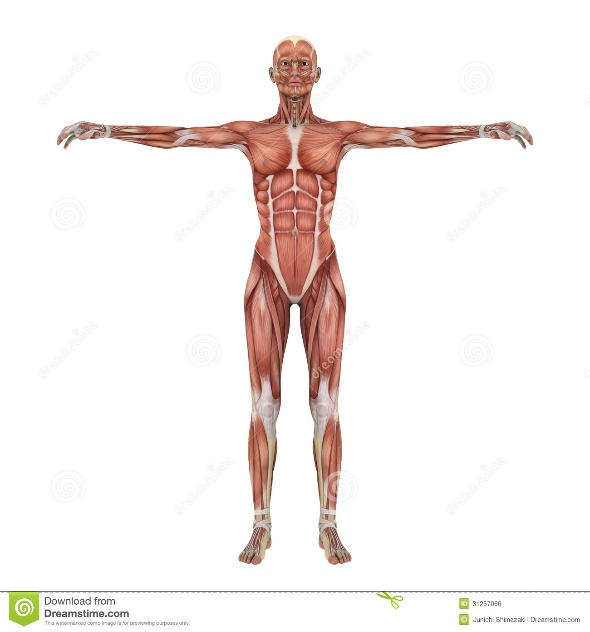 Download from
Dreamstime.com
This watermarked comp image is for previewing purposes only.
31257066
Junichi Shimazaki | Dreamstime.com